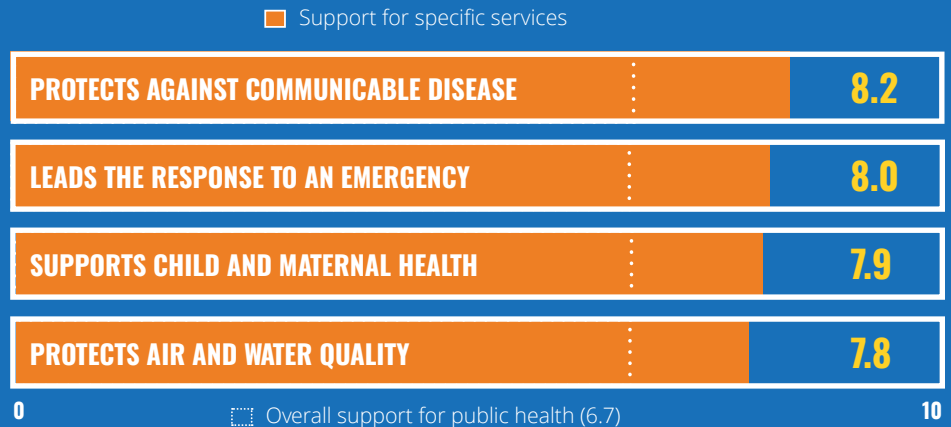 Support for specific services
PROTECTS AGAINST COMMUNICABLE DISEASE 8.2
LEADS THE RESPONSE TO AN EMERGENCY 8.0
SUPPORTS CHILD AND MATERNAL HEALTH 7.9
PROTECTS AIR AND WATER QUALITY 7.8
0 10
Overall support for public health (6.7)